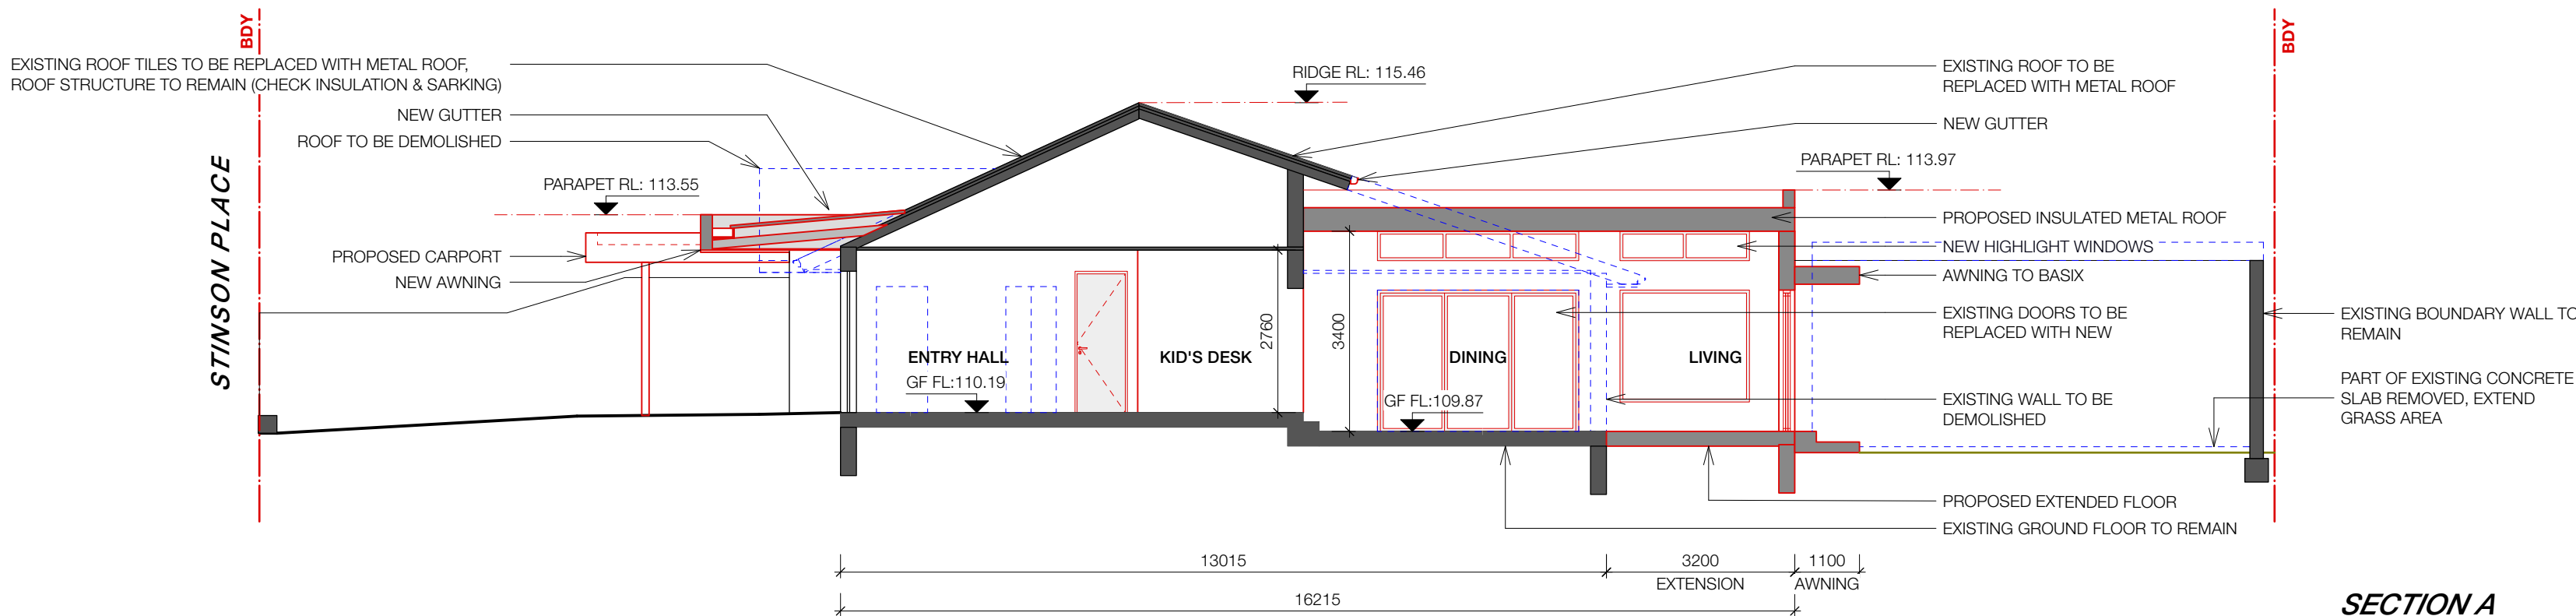 BDY
BDY
EXISTING ROOF TILES TO BE REPLACED WITH METAL ROOF,
ROOF STRUCTURE TO REMAIN (CHECK INSULATION & SARKING)
NEW GUTTER
ROOF TO BE DEMOLISHED
PARAPET RL: 113.55
PROPOSED CARPORT
NEW AWNING
STINSON PLACE
RIDGE RL: 115.46
EXISTING ROOF TO BE
REPLACED WITH METAL ROOF
NEW GUTTER
PARAPET RL: 113.97
PROPOSED INSULATED METAL ROOF
NEW HIGHLIGHT WINDOWS
AWNING TO BASIX
EXISTING DOORS TO BE
REPLACED WITH NEW
EXISTING BOUNDARY WALL TO
REMAIN
ENTRY HALL
GF FL:110.19
KID'S DESK
2760
3400
DINING
GF FL:109.87
LIVING
EXISTING WALL TO BE
DEMOLISHED
PART OF EXISTING CONCRETE
SLAB REMOVED, EXTEND
GRASS AREA
PROPOSED EXTENDED FLOOR
EXISTING GROUND FLOOR TO REMAIN
13015
3200
EXTENSION
1100
AWNING
16215
SECTION A